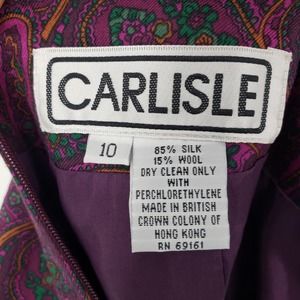 CARLISLE
10
85% SILK
15% WOOL
DRY CLEAN ONLY
WITH
PERCHLORETHYLENE
MADE IN BRITISH
CROWN COLONY OF
HONG KONG
RN 69161